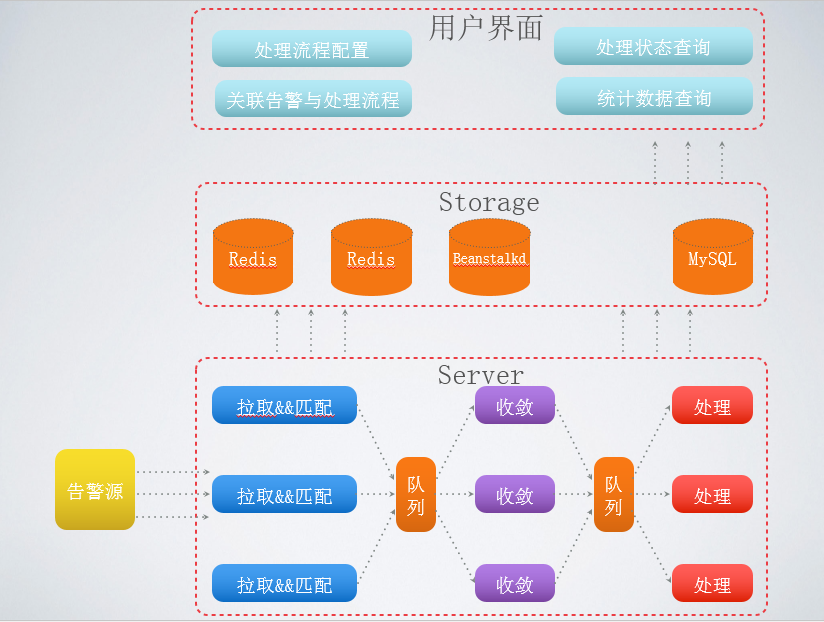 用户界面
处理流程配置
处理状态查询
关联告警与处理流程
统计数据查询
Storage
Redis
Redis
Beanstalkd
MySQL
Server
拉取&&匹配
收敛
处理
告警源
拉取&&匹配
队
列
收敛
队
列
处理
拉取&&匹配
收敛
处理